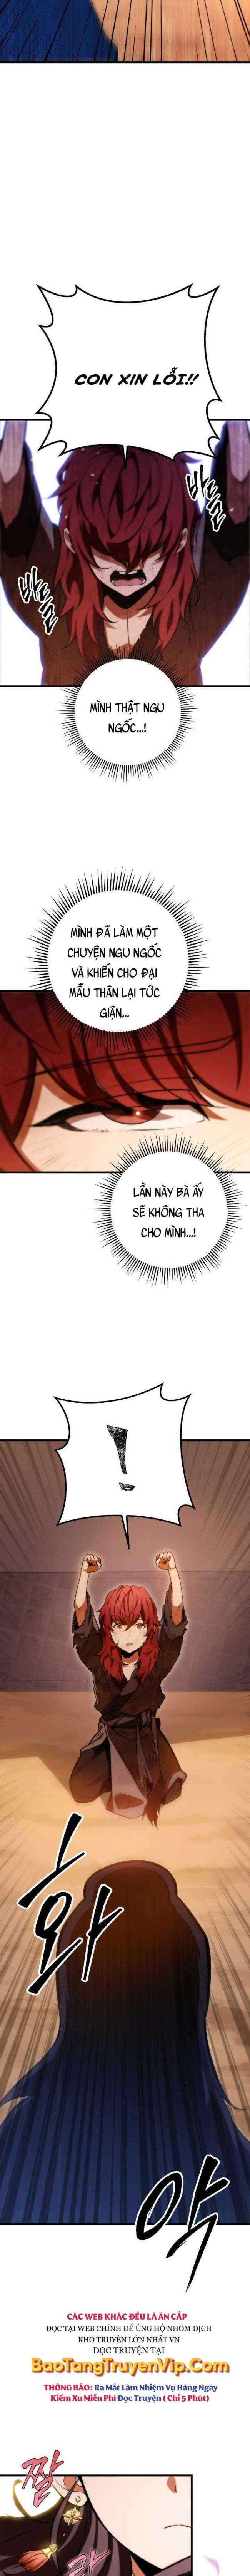 CON XIN LỖI!!
바들
바들
MÌNH THẬT NGU
NGỐC...!
MÌNH ĐÃ LÀM MỘT
CHUYỆN NGU NGỐC
VÀ KHIẾN CHO ĐẠI
MẪU THÂN LẠI TỨC
GIẬN...
LẦN NÀY BÀ ẤY
SẼ KHÔNG THA
CHO MÌNH...!
!
화
악
CÁC WEB KHÁC ĐỀU LÀ ĂN CẮP
ĐỌC TẠI WEB CHÍNH ĐỂ ỦNG HỘ NHÓM DỊCH
KHO TRUYỆN LỚN NHẤT VN
ĐỌC TRUYỆN TẠI
BaoTangTruyenVip.Com
THÔNG BÁO: Ra Mắt Làm Nhiệm Vụ Hàng Ngày
Kiếm Xu Miễn Phí Đọc Truyện ( Chỉ 5 Phút)